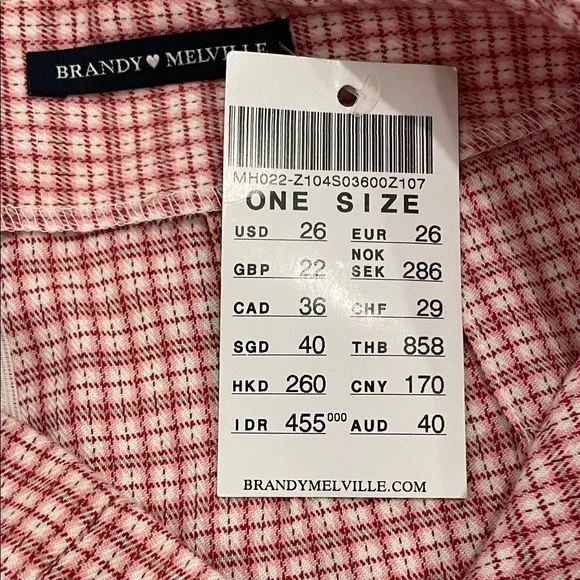 BRANDY♥MELVILLE
MH022-Z104S03600Z107
ONE SIZE
USD 26 EUR 26
GBP 22 NOK SEK 286
CAD 36 CHF 29
SGD 40 THB 858
HKD 260 CNY 170
IDR 455000 AUD 40
BRANDYMELVILLE.COM